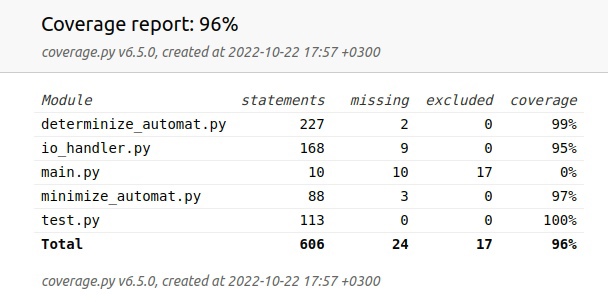 Coverage report: 96%
coverage.py v6.5.0, created at 2022-10-22 17:57 +0300
Module statements missing excluded coverage
determinize_automat.py 227 2 0 99%
io_handler.py 168 9 0 95%
main.py 10 10 17 0%
minimize_automat.py 88 3 0 97%
test.py 113 0 0 100%
Total 606 24 17 96%
coverage.py v6.5.0, created at 2022-10-22 17:57 +0300